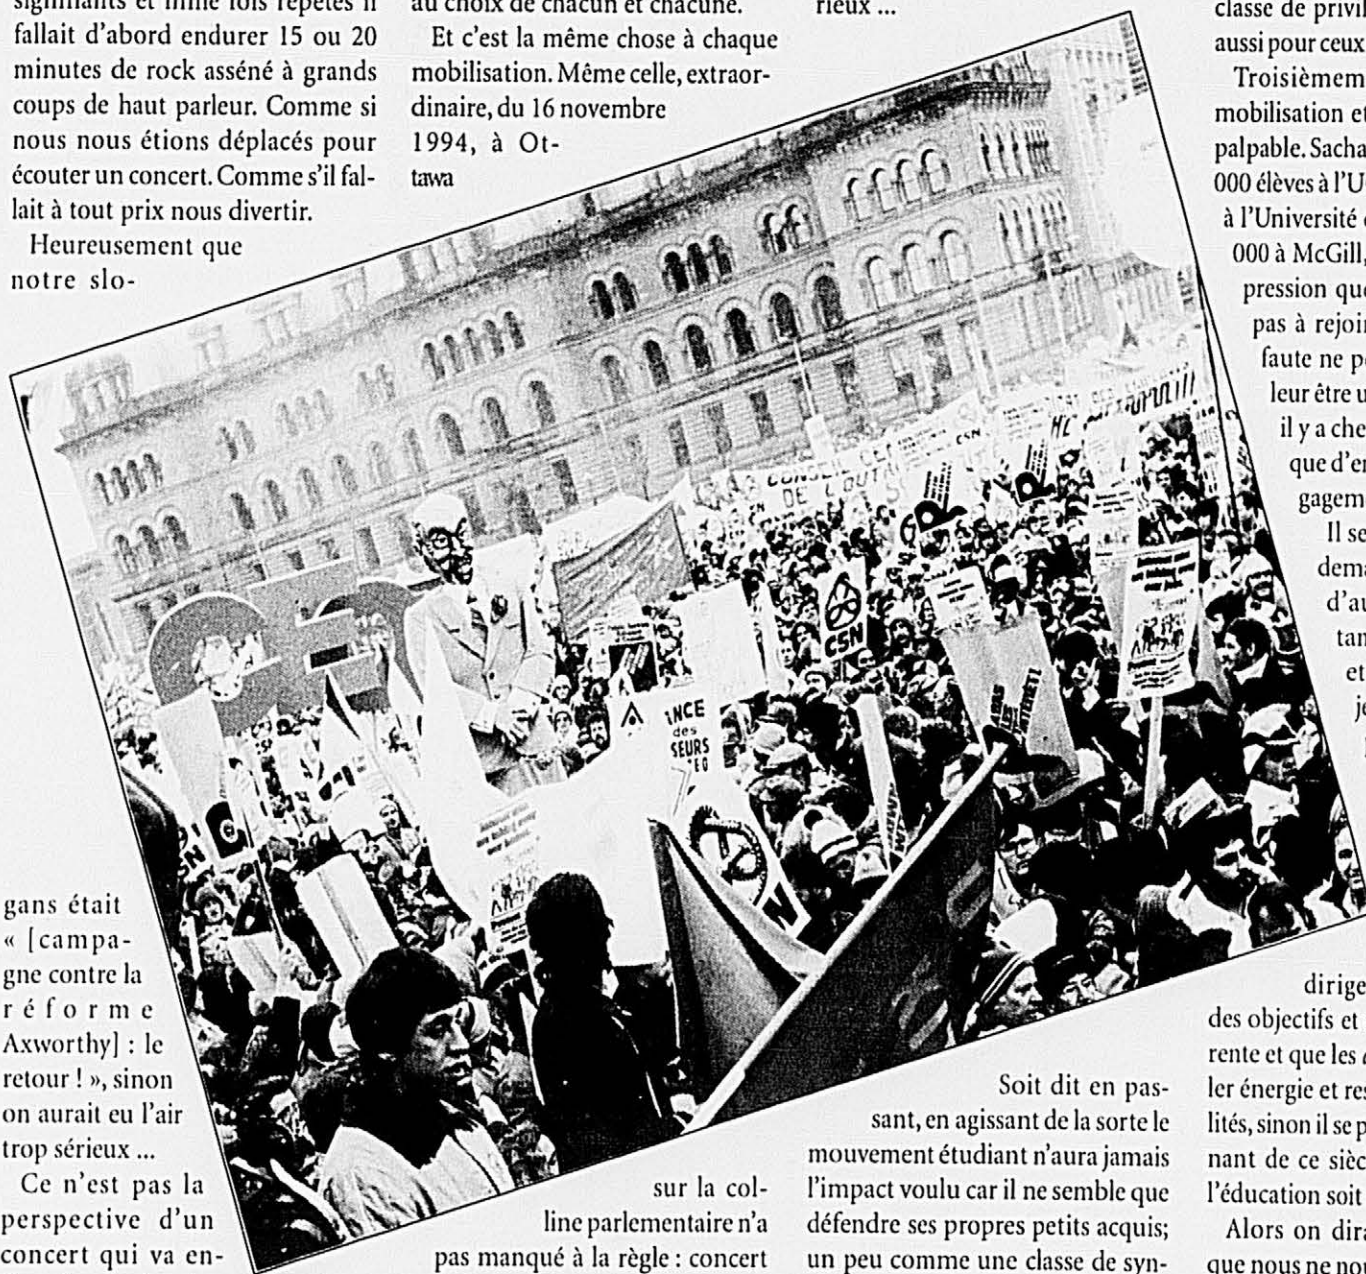 fallait d'abord endurer 15 ou 20
minutes de rock asséné à grands
coups de haut parleur. Comme si
nous nous étions déplacés pour
écouter un concert. Comme s'il fal-
lait à tout prix nous divertir.
Heureusement que
notre slo-
gans était
« [campa-
gne contre la
réforme
Axworthy] : le
retour ! », sinon
on aurait eu l'air
trop sérieux ...
Ce n'est pas la
perspective d'un
concert qui va en-
au choix de chacun et chacune.
Et c'est la même chose à chaque
mobilisation. Même celle, extraor-
dinaire, du 16 novembre
1994, à Ot-
tawa
sur la col-
line parlementaire n'a
pas manqué à la règle : concert
rieux ...
Soit dit en pas-
sant, en agissant de la sorte le
mouvement étudiant n'aura jamais
l'impact voulu car il ne semble que
défendre ses propres petits acquis;
un peu comme une classe de syn-
classe de privil
aussi pour ceux
Troisièmem
mobilisation et
palpable. Sacha
000 élèves à l'U
à l'Université
000 à McGill,
pression que
pas à rejoin
faute ne p
leur être u
il y a che
que d'en
gagem
Il se
dema
d'au
tan
et
je
dirige
des objectifs et
rente et que les
ler énergie et res
lités, sinon il se p
nant de ce sièc
l'éducation soit
Alors on dira
que nous ne nou
CONSEIL
DE L'OUT
CSN
CSN
NCE
des
SEURS